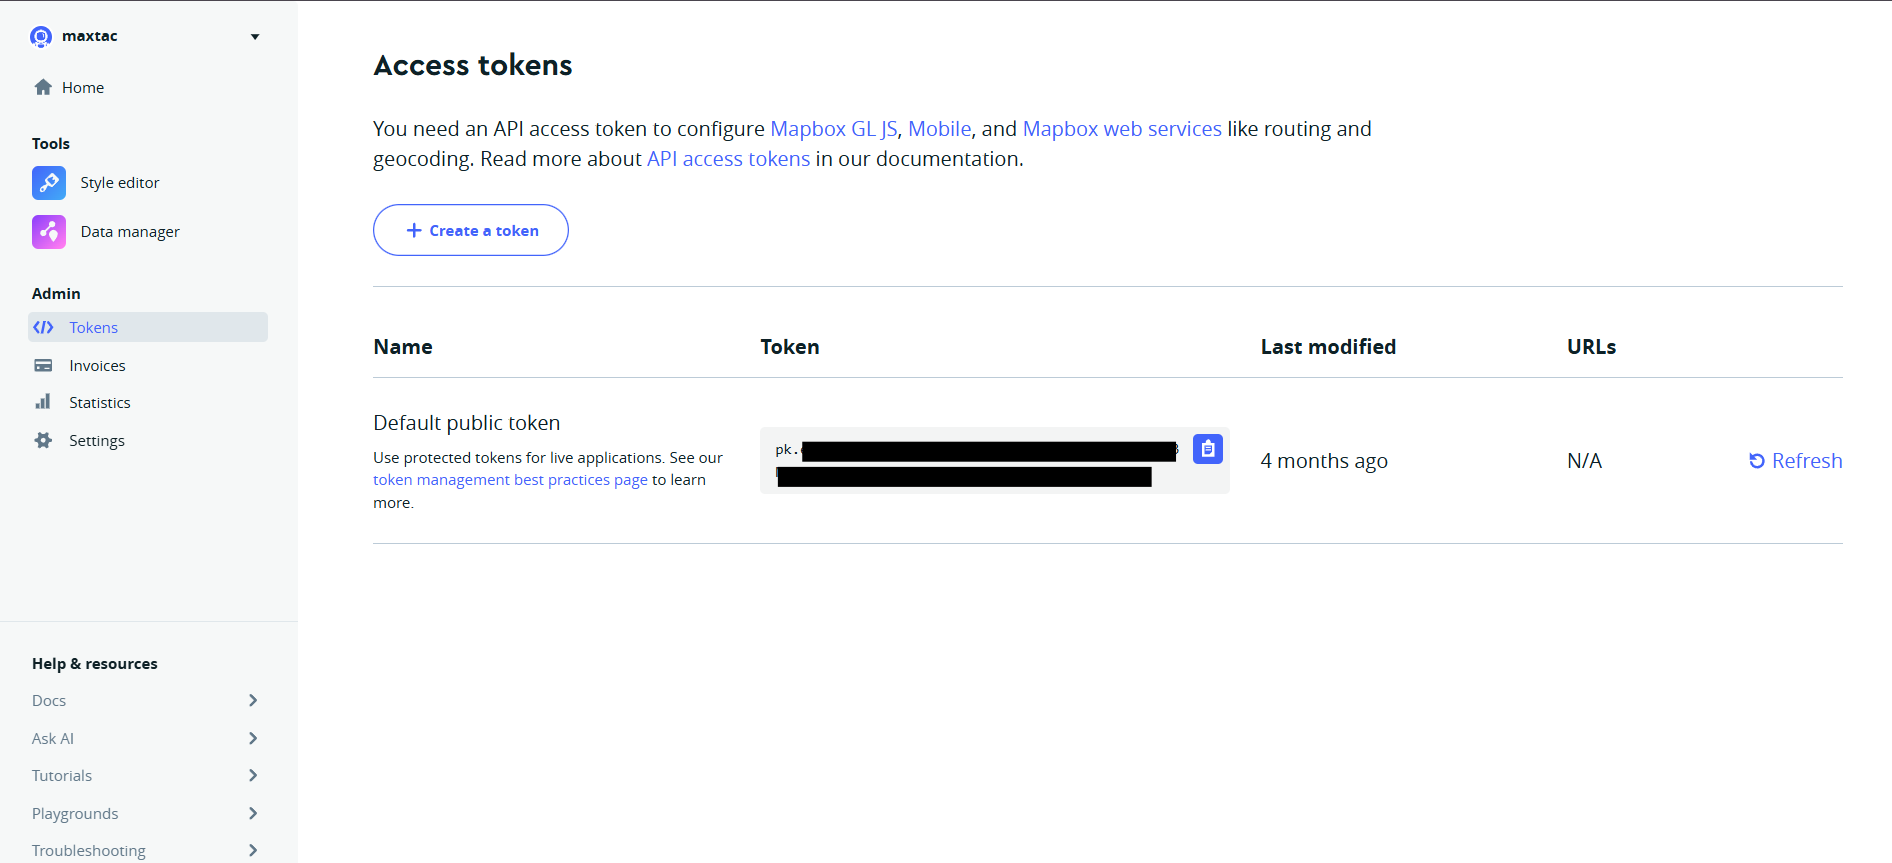 maxtac
Home
Tools
Style editor
Data manager
Admin
Tokens
Invoices
Statistics
Settings
Help & resources
Docs
Ask AI
Tutorials
Playgrounds
Troubleshooting
Access tokens
You need an API access token to configure Mapbox GL JS, Mobile, and Mapbox web services like routing and
geocoding. Read more about API access tokens in our documentation.
+ Create a token
Name Token Last modified URLs
Default public token
Use protected tokens for live applications. See our
token management best practices page to learn
more.
pk.
4 months ago
N/A
Refresh